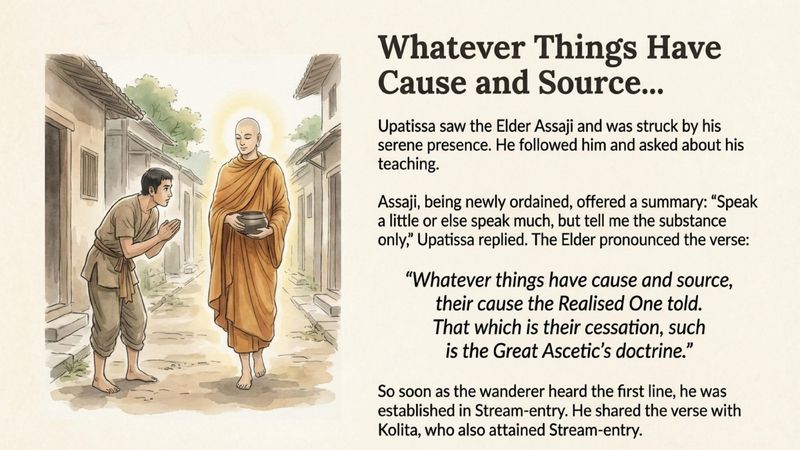 Whatever Things Have
Cause and Source...
Upatissa saw the Elder Assaji and was struck by his
serene presence. He followed him and asked about his
teaching.
Assaji, being newly ordained, offered a summary: “Speak
a little or else speak much, but tell me the substance
only,” Upatissa replied. The Elder pronounced the verse:
“Whatever things have cause and source,
their cause the Realised One told.
That which is their cessation, such
is the Great Ascetic’s doctrine.”
So soon as the wanderer heard the first line, he was
established in Stream-entry. He shared the verse with
Kolita, who also attained Stream-entry.